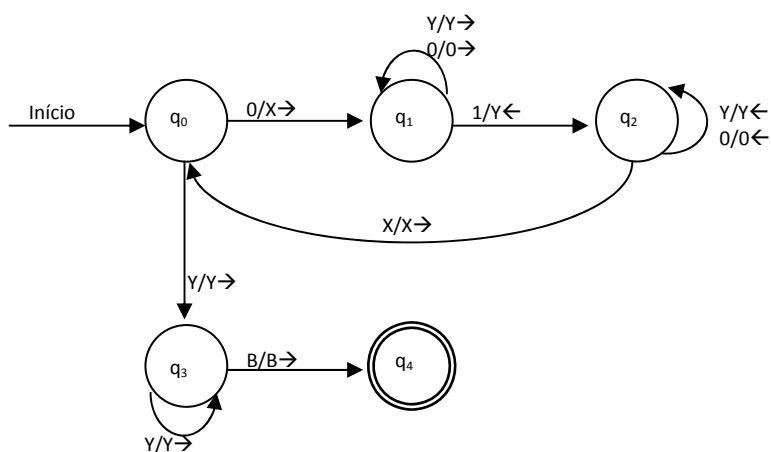 Y/Y→
0/0→
Início
q0
0/X→
q1
1/Y←
q2
Y/Y←
0/0←
X/X→
Y/Y→
q3
B/B→
q4
Y/Y→